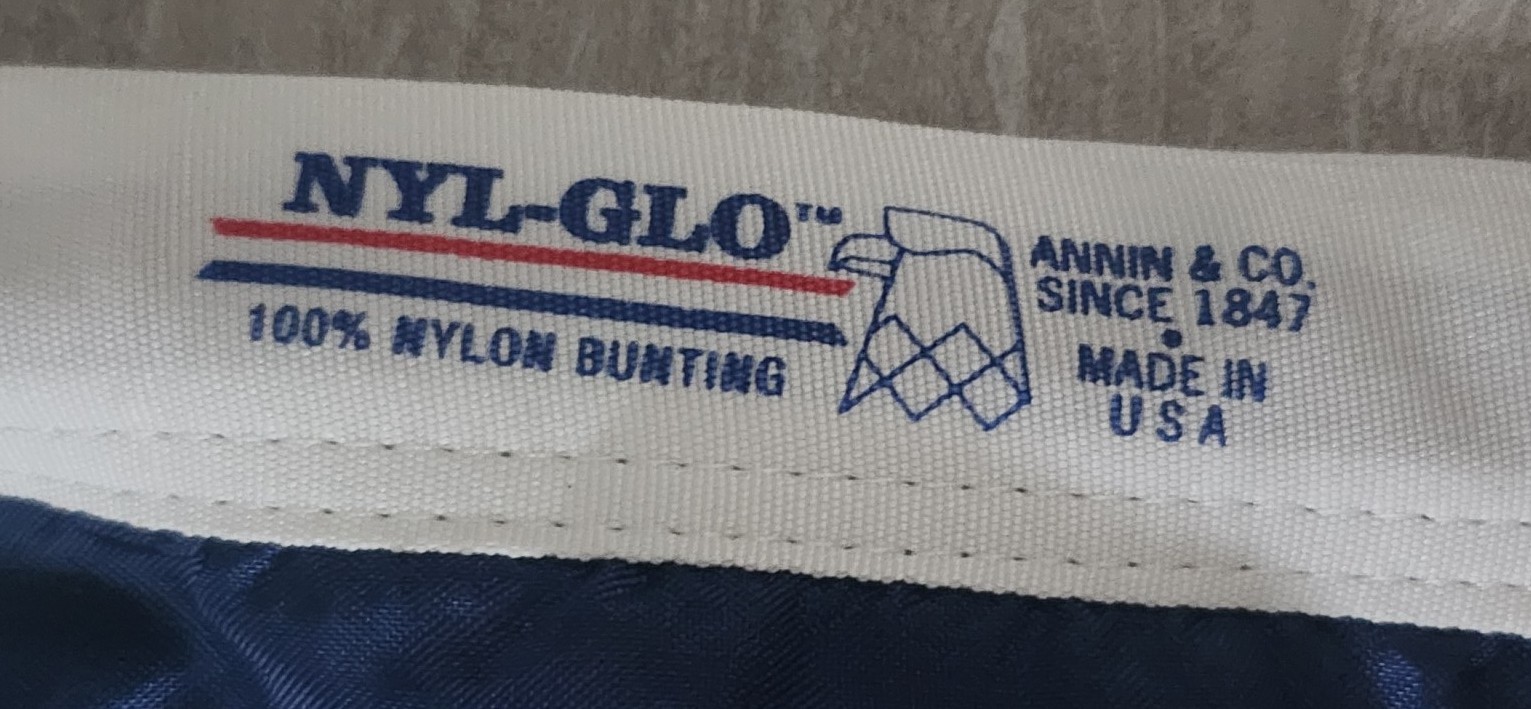 NYL-GLO™
100% NYLON BUNTING
ANNIN & CO.
SINCE 1847
•
MADE IN
USA